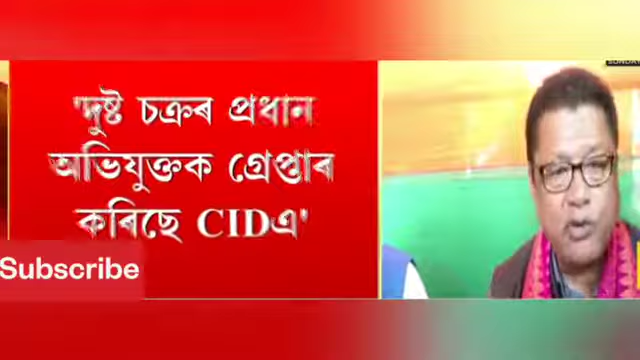 'দুষ্ট চক্ৰৰ প্ৰধান
অভিযুক্তক গ্ৰেপ্তাৰ
কৰিছে CIDএ'
Subscribe